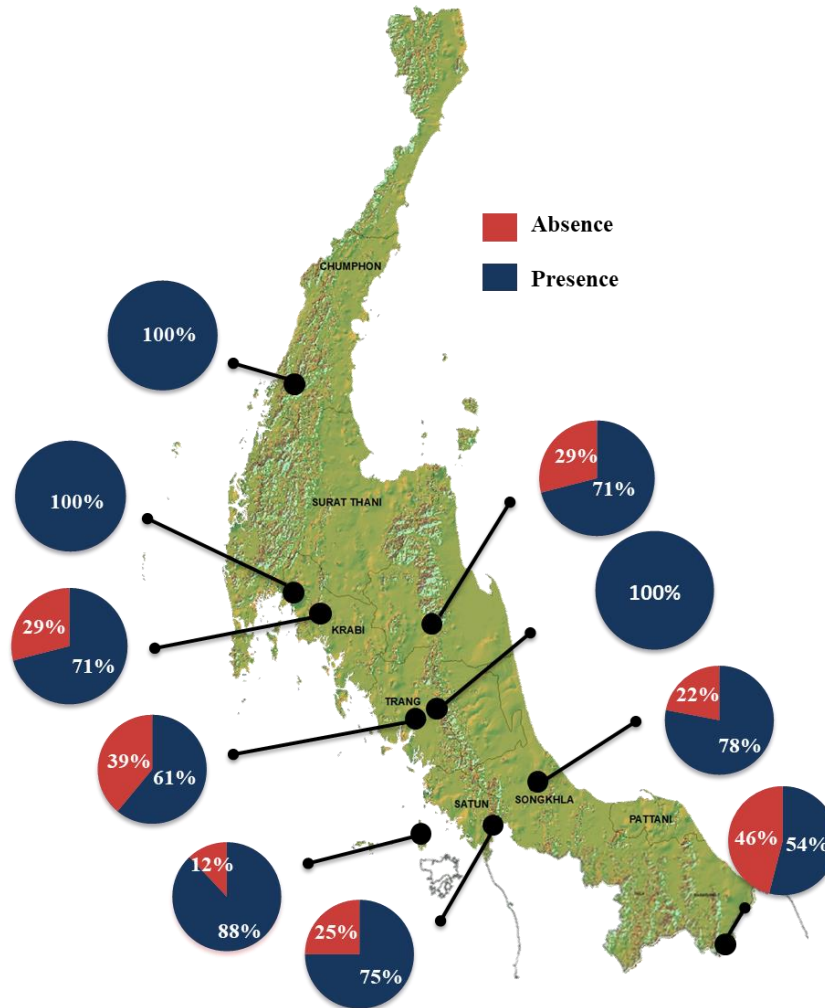 Absence
CHUMPHON
Presence
100%
29%
71%
100%
SURAT THANI
100%
29%
71%
KRABI
TRANG
22%
78%
39%
61%
SATUN
SONGKHLA
PATTANI
46%
54%
12%
88%
25%
75%